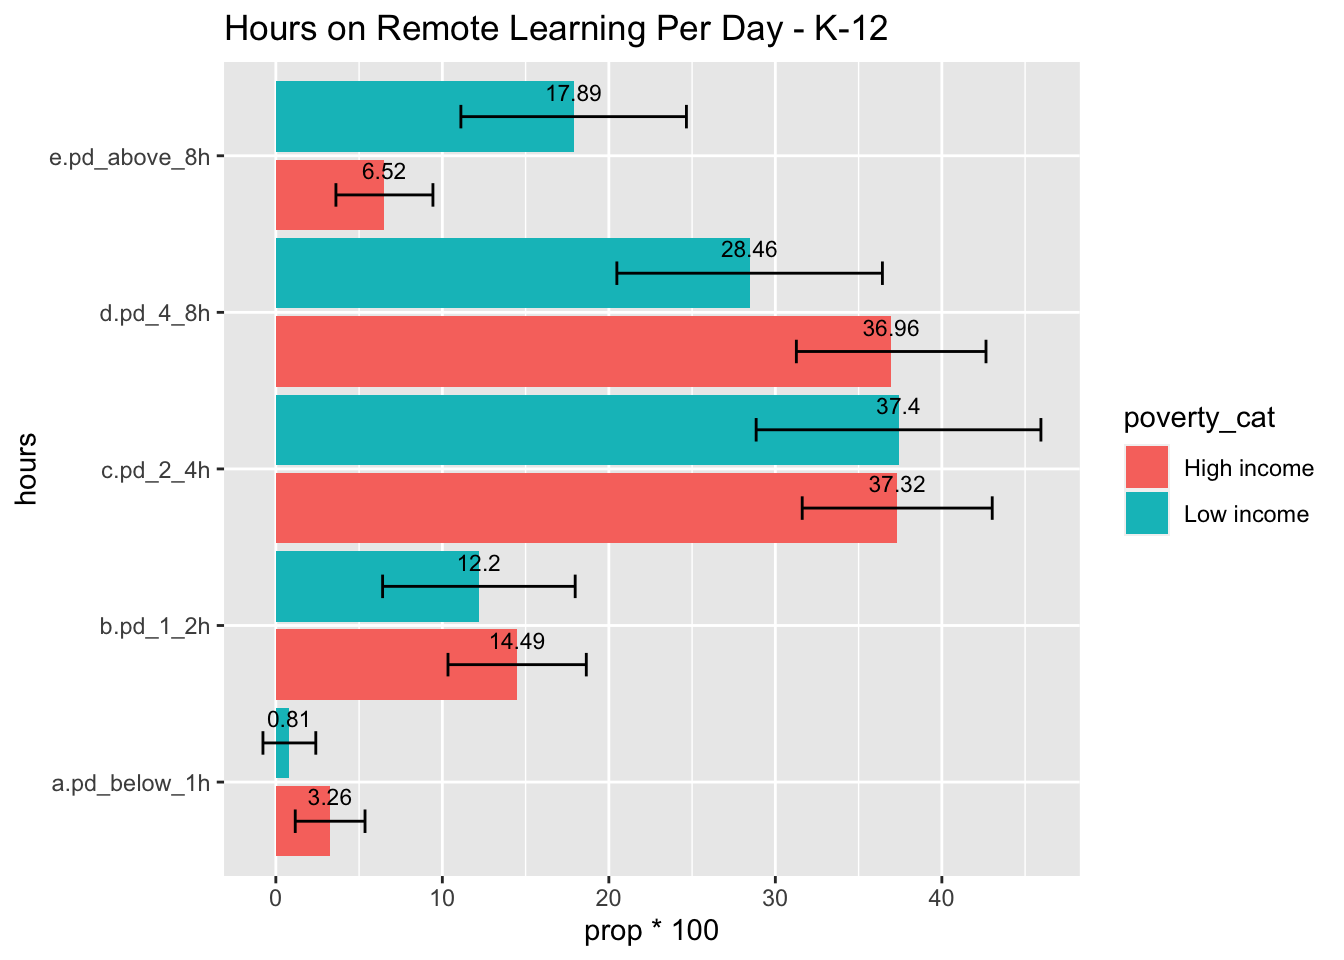 Hours on Remote Learning Per Day - K-12
hours
e.pd_above_8h
d.pd_4_8h
c.pd_2_4h
b.pd_1_2h
a.pd_below_1h
17.89
6.52
28.46
36.96
37.4
37.32
12.2
14.49
0.81
3.26
0
10
20
30
40
prop * 100
poverty_cat
High income
Low income